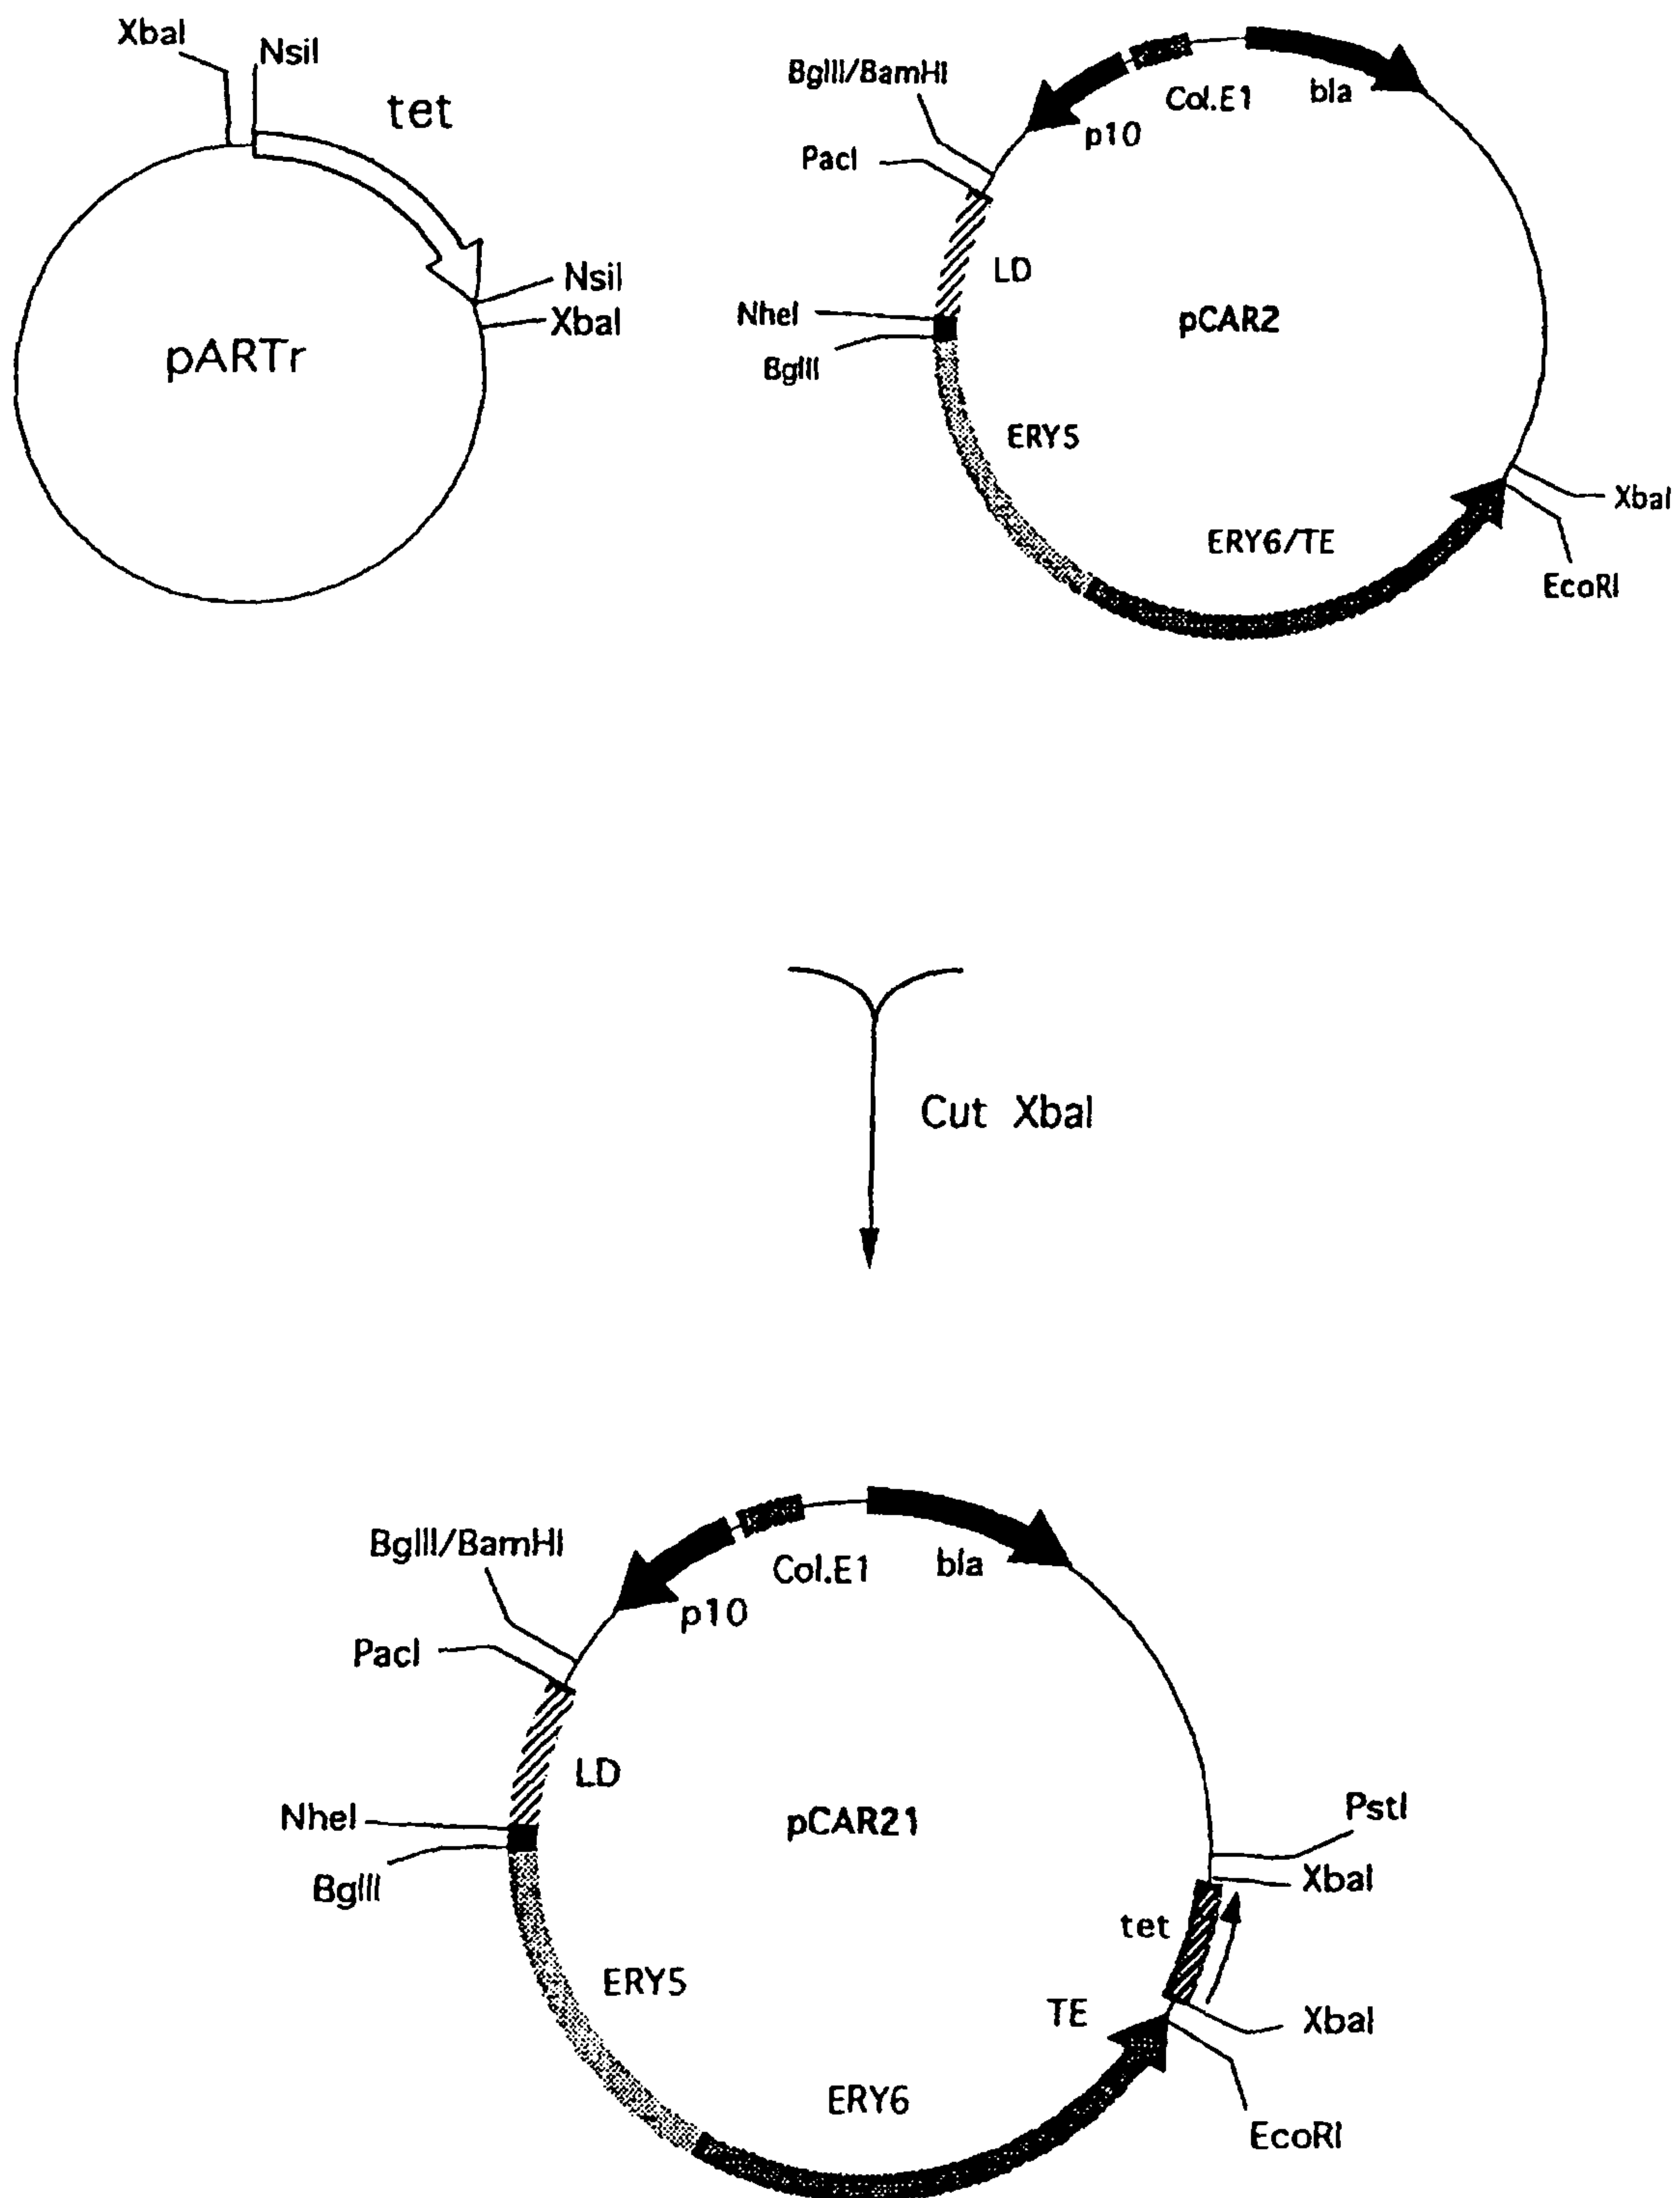 XbaI
NsiI
tet
NsiI
XbaI
pARTr
BglII/BamHI
Col.E1
bla
p10
PacI
LD
NheI
pCAR2
BglII
ERY5
XbaI
ERY6/TE
EcoRI
Cut XbaI
BglII/BamHI
Col.E1
bla
p10
PacI
LD
NheI
pCAR21
PstI
XbaI
BglII
tet
ERY5
TE
XbaI
ERY6
EcoRI